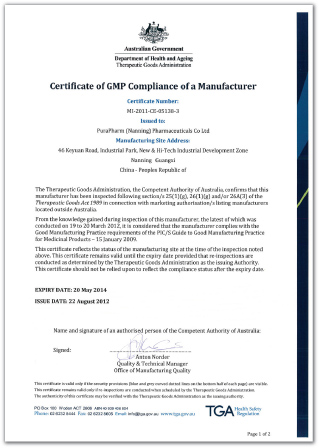 Australian Government
Department of Health and Ageing
Therapeutic Goods Administration
Certificate of GMP Compliance of a Manufacturer
Certificate Number:
MI-2011-CE-05138-3
Issued to:
PuraPharm (Nanning) Pharmaceuticals Co Ltd
Manufacturing Site Address:
46 Keyuan Road, Industrial Park, New & Hi-Tech Industrial Development Zone
Nanning Guangxi
China - Peoples Republic of
The Therapeutic Goods Administration, the Competent Authority of Australia, confirms that this
manufacturer has been inspected following section/s 25(1)(g), 26(1)(g) and/or 26A(3) of the
Therapeutic Goods Act 1989 in connection with marketing authorisation/s listing manufacturers
located outside Australia.
From the knowledge gained during inspection of this manufacturer, the latest of which was
conducted on 19 to 20 March 2012, it is considered that the manufacturer complies with the
Good Manufacturing Practice requirements of the PIC/S Guide to Good Manufacturing Practice
for Medicinal Products – 15 January 2009.
This certificate reflects the status of the manufacturing site at the time of the inspection noted
above. This certificate remains valid until the expiry date provided that re-inspections are
conducted as determined by the Therapeutic Goods Administration as the issuing Authority.
This certificate should not be relied upon to reflect the compliance status after the expiry date.
EXPIRY DATE: 20 May 2014
ISSUE DATE: 22 August 2012
Name and signature of an authorised person of the Competent Authority of Australia:
Signed:
Anton Norder
Quality & Technical Manager
Office of Manufacturing Quality
This certificate is valid only if the security provisions (blue and grey curved dotted lines on the bottom half of each page) are visible.
This certificate remains valid only if re-inspections are conducted when scheduled by the Therapeutic Goods Administration.
The authenticity of this certificate may be verified with the Therapeutic Goods Administration as the issuing authority.
PO Box 100 Woden ACT 2606 ABN 40 939 406 804
Phone: 02 6232 8444 Fax: 02 6232 8605 Email: info@tga.gov.au www.tga.gov.au
TGA Health Safety Regulation
Page 1 of 2